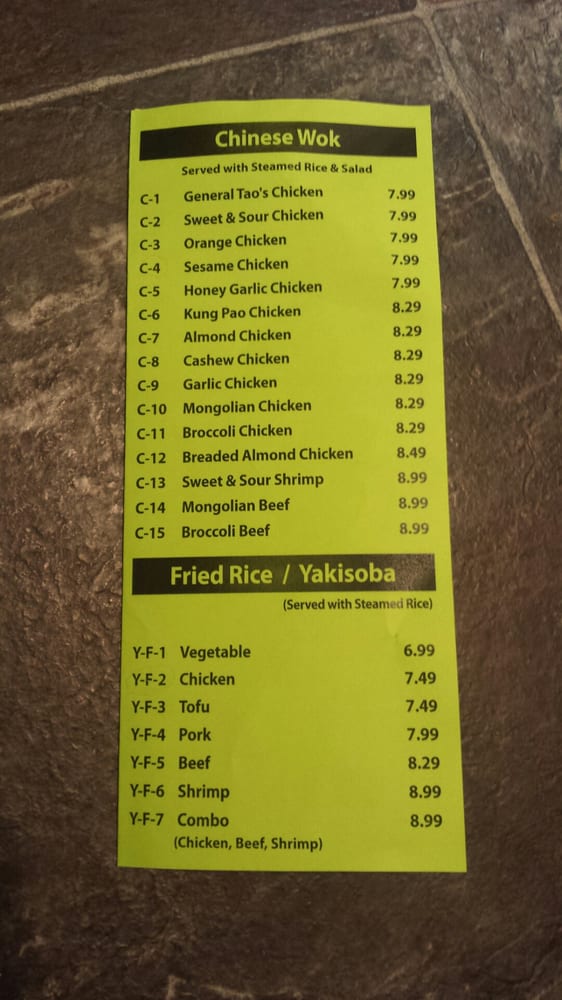 Chinese Wok
Served with Steamed Rice & Salad
C-1 General Tao's Chicken 7.99
C-2 Sweet & Sour Chicken 7.99
C-3 Orange Chicken 7.99
C-4 Sesame Chicken 7.99
C-5 Honey Garlic Chicken 7.99
C-6 Kung Pao Chicken 8.29
C-7 Almond Chicken 8.29
C-8 Cashew Chicken 8.29
C-9 Garlic Chicken 8.29
C-10 Mongolian Chicken 8.29
C-11 Broccoli Chicken 8.29
C-12 Breaded Almond Chicken 8.49
C-13 Sweet & Sour Shrimp 8.99
C-14 Mongolian Beef 8.99
C-15 Broccoli Beef 8.99
Fried Rice / Yakisoba
(Served with Steamed Rice)
Y-F-1 Vegetable 6.99
Y-F-2 Chicken 7.49
Y-F-3 Tofu 7.49
Y-F-4 Pork 7.99
Y-F-5 Beef 8.29
Y-F-6 Shrimp 8.99
Y-F-7 Combo 8.99
(Chicken, Beef, Shrimp)